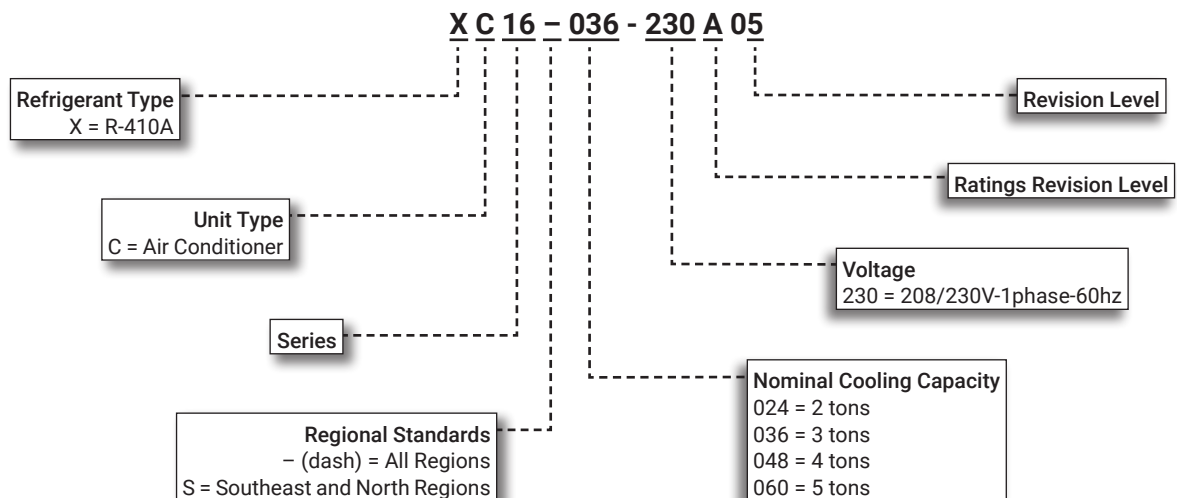 X C 16 – 036 - 230 A 05
Refrigerant Type
X = R-410A
Revision Level
Ratings Revision Level
Unit Type
C = Air Conditioner
Voltage
230 = 208/230V-1phase-60hz
Series
Nominal Cooling Capacity
024 = 2 tons
036 = 3 tons
048 = 4 tons
060 = 5 tons
Regional Standards
– (dash) = All Regions
S = Southeast and North Regions